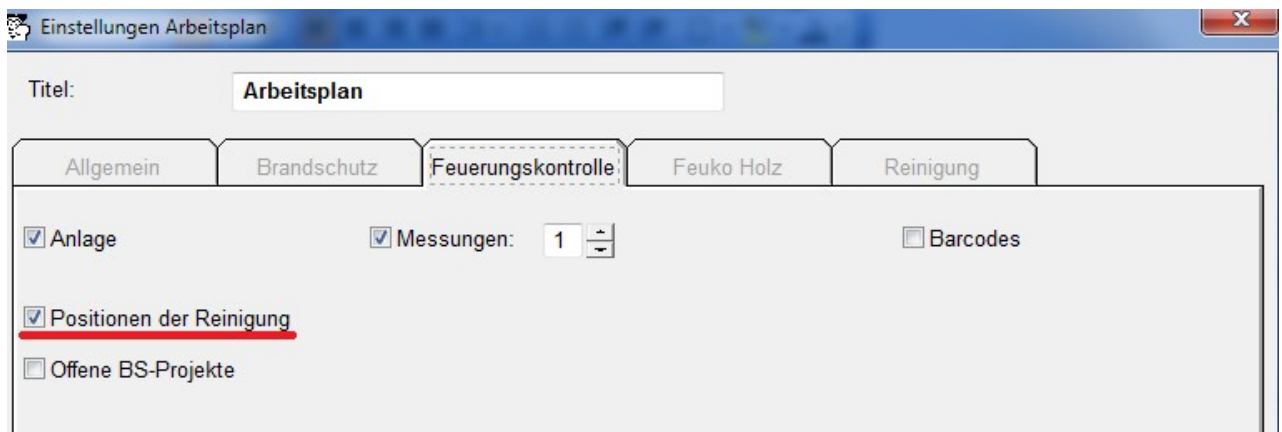 Einstellungen Arbeitsplan
Titel: Arbeitsplan
Allgemein Brandschutz Feuerungskontrolle Feuko Holz Reinigung
Anlage Messungen: 1 Barcodes
Positionen der Reinigung
Offene BS-Projekte